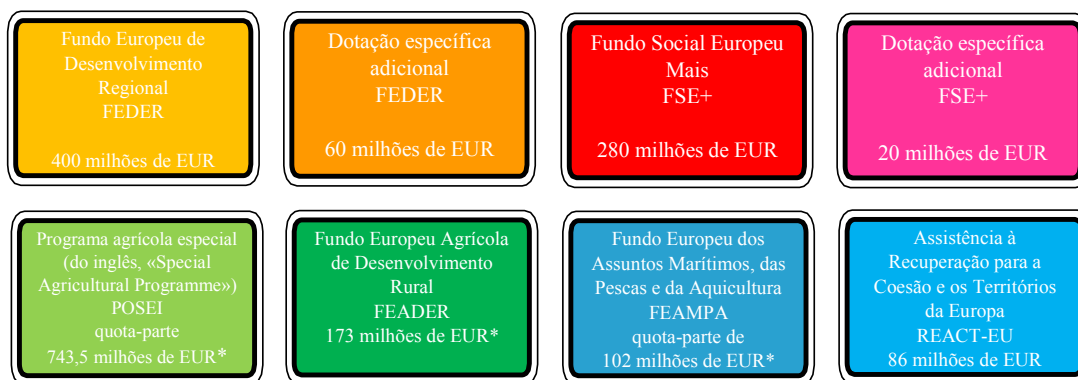 Fundo Europeu de
Desenvolvimento
Regional
FEDER
400 milhões de EUR
Dotação específica
adicional
FEDER
60 milhões de EUR
Fundo Social Europeu
Mais
FSE+
280 milhões de EUR
Dotação específica
adicional
FSE+
20 milhões de EUR
Programa agrícola especial
(do inglês, «Special
Agricultural Programme»)
POSEI
quota-parte
743,5 milhões de EUR*
Fundo Europeu Agrícola
de Desenvolvimento
Rural
FEADER
173 milhões de EUR*
Fundo Europeu dos
Assuntos Marítimos, das
Pescas e da Aquicultura
FEAMPA
quota-parte de
102 milhões de EUR*
Assistência à
Recuperação para a
Coesão e os Territórios
da Europa
REACT-EU
86 milhões de EUR